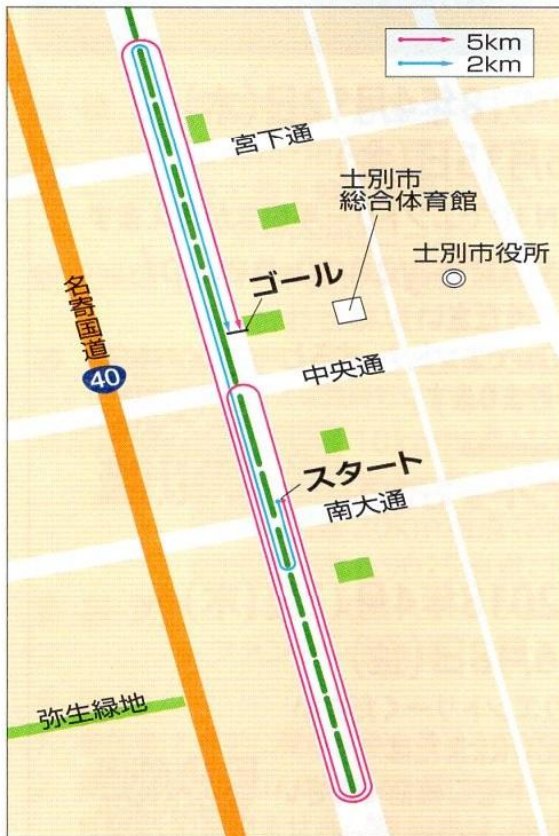 5km
2km
宮下通
士別市
総合体育館
士別市役所
ゴール
名寄国道
40
中央通
スタート
南大通
弥生緑地